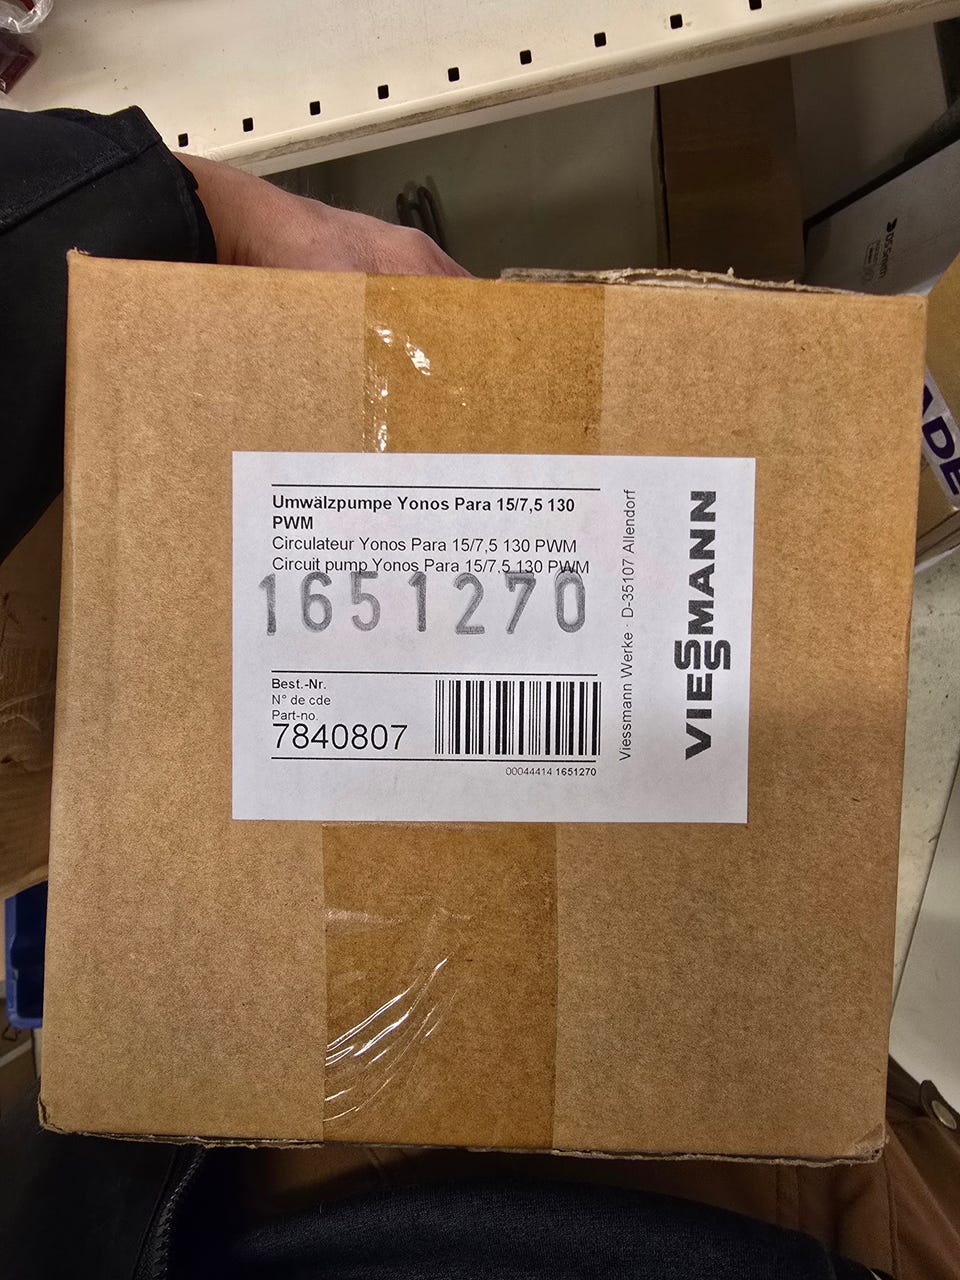 Umwälzpumpe Yonos Para 15/7,5 130
PWM
Circulateur Yonos Para 15/7,5 130 PWM
Circuit pump Yonos Para 15/7,5 130 PWM
1651270
Best.-Nr.
N° de cde
Part-no.
7840807
00044414 1651270
Viessmann Werke · D-35107 Allendorf
VIESSMANN
DSSmith
ADE